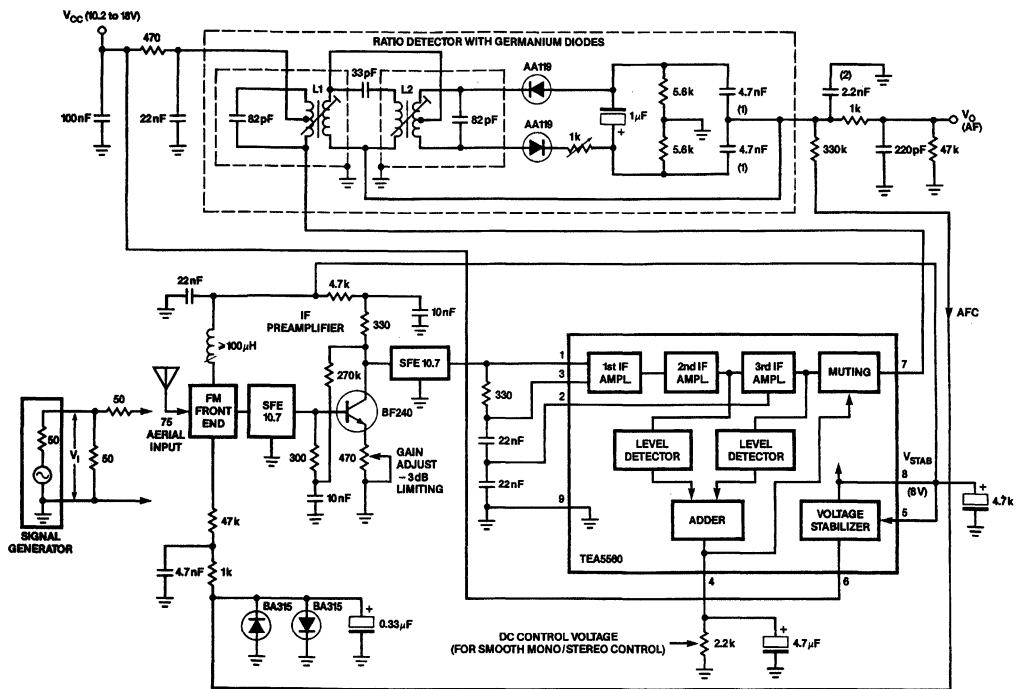 V_CC (10.2 to 18V)
470
100nF
22nF
RATIO DETECTOR WITH GERMANIUM DIODES
82pF
L1
33pF
L2
82pF
AA119
AA119
1k
1μF
+
5.6k
5.6k
4.7nF
(1)
4.7nF
(1)
(2)
2.2nF
1k
V_O
(AF)
330k
220pF
47k
22nF
4.7k
10nF
IF
PREAMPLIFIER
330
≥100μH
270k
SFE 10.7
BF240
FM
FRONT
END
SFE
10.7
75
AERIAL
INPUT
50
50
V_I
50
SIGNAL
GENERATOR
300
10nF
470
GAIN
ADJUST
–3dB
LIMITING
330
22nF
22nF
1
3
2
9
1st IF
AMPL.
2nd IF
AMPL.
3rd IF
AMPL.
MUTING
7
LEVEL
DETECTOR
LEVEL
DETECTOR
ADDER
VOLTAGE
STABILIZER
V_STAB
8
(8V)
5
+
4.7k
TEA5560
4
6
AFC
47k
4.7nF
1k
BA315
BA315
+
0.33μF
DC CONTROL VOLTAGE
(FOR SMOOTH MONO/STEREO CONTROL)
2.2k
+
4.7μF